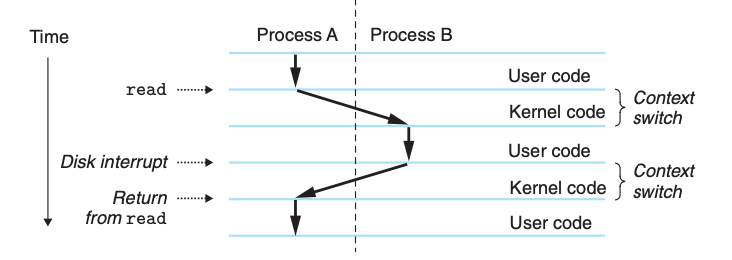 Time
Process A
Process B
User code
read
Kernel code
Context
switch
User code
Disk interrupt
Kernel code
Context
switch
Return
from read
User code